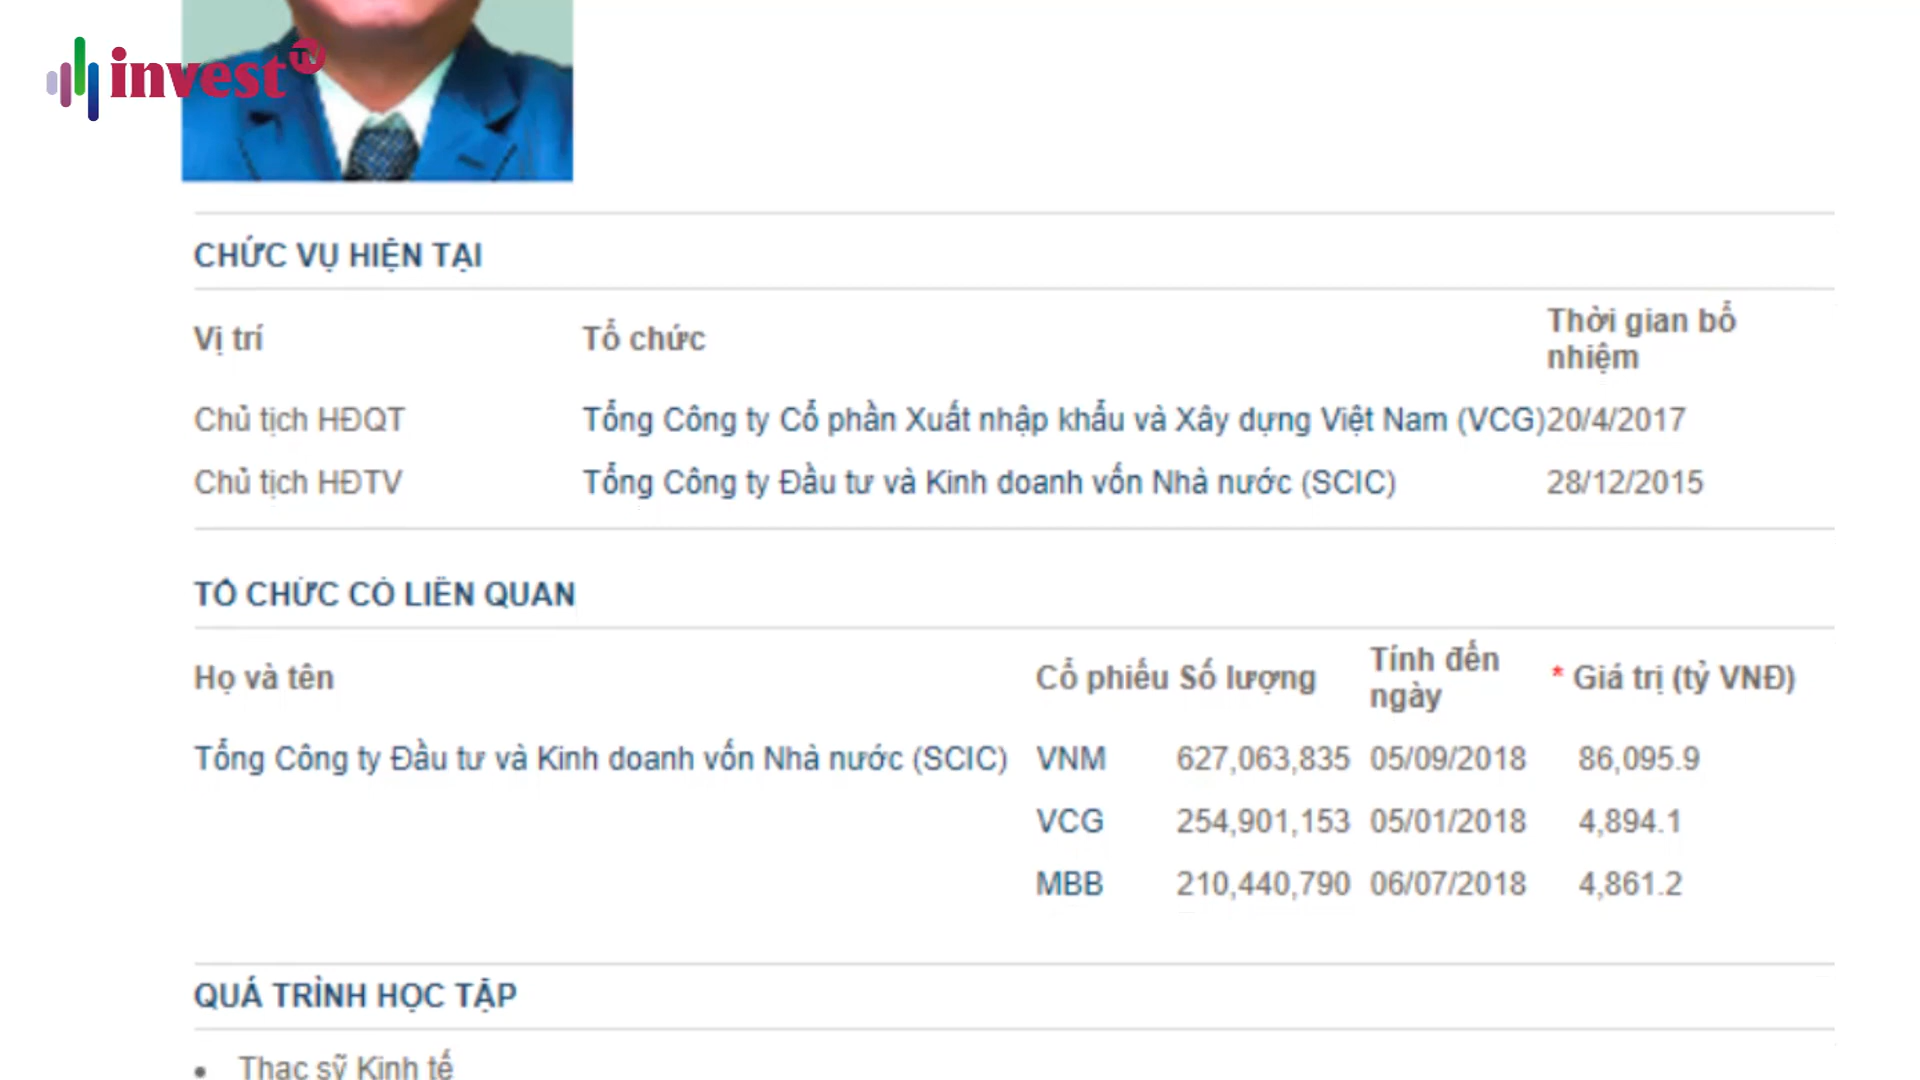 invest TV
CHỨC VỤ HIỆN TẠI
Vị trí Tổ chức Thời gian bổ nhiệm
Chủ tịch HĐQT Tổng Công ty Cổ phần Xuất nhập khẩu và Xây dựng Việt Nam (VCG) 20/4/2017
Chủ tịch HĐTV Tổng Công ty Đầu tư và Kinh doanh vốn Nhà nước (SCIC) 28/12/2015
TỔ CHỨC CÓ LIÊN QUAN
Họ và tên Cổ phiếu Số lượng Tính đến ngày * Giá trị (tỷ VNĐ)
Tổng Công ty Đầu tư và Kinh doanh vốn Nhà nước (SCIC) VNM 627,063,835 05/09/2018 86,095.9
VCG 254,901,153 05/01/2018 4,894.1
MBB 210,440,790 06/07/2018 4,861.2
QUÁ TRÌNH HỌC TẬP
• Thạc sỹ Kinh tế